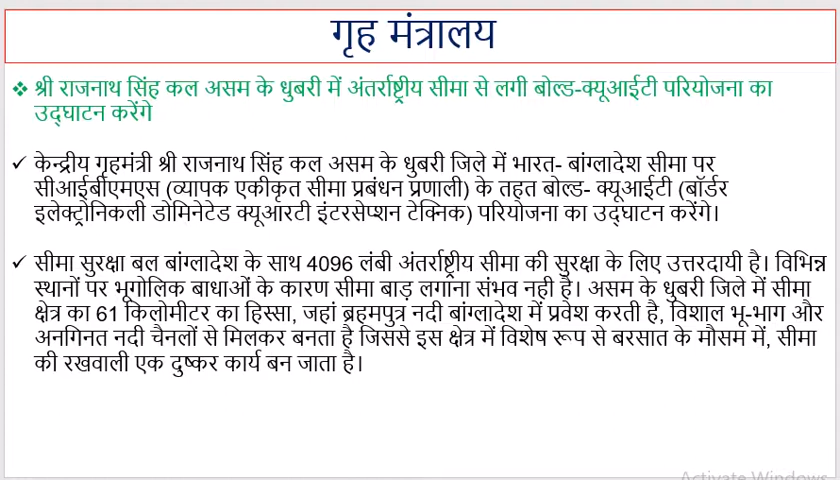 गृह मंत्रालय
❖ श्री राजनाथ सिंह कल असम के धुबरी में अंतर्राष्ट्रीय सीमा से लगी बोल्ड-क्यूआईटी परियोजना का
उद्घाटन करेंगे
✓ केन्द्रीय गृहमंत्री श्री राजनाथ सिंह कल असम के धुबरी जिले में भारत- बांग्लादेश सीमा पर
सीआईबीएमएस (व्यापक एकीकृत सीमा प्रबंधन प्रणाली) के तहत बोल्ड- क्यूआईटी (बॉर्डर
इलेक्ट्रोनिकली डोमिनेटेड क्यूआरटी इंटरसेप्शन टेक्निक) परियोजना का उद्घाटन करेंगे।
✓ सीमा सुरक्षा बल बांग्लादेश के साथ 4096 लंबी अंतर्राष्ट्रीय सीमा की सुरक्षा के लिए उत्तरदायी है। विभिन्न
स्थानों पर भूगोलिक बाधाओं के कारण सीमा बाड़ लगाना संभव नही है। असम के धुबरी जिले में सीमा
क्षेत्र का 61 किलोमीटर का हिस्सा, जहां ब्रहमपुत्र नदी बांग्लादेश में प्रवेश करती है, विशाल भू-भाग और
अनगिनत नदी चैनलों से मिलकर बनता है जिससे इस क्षेत्र में विशेष रूप से बरसात के मौसम में, सीमा
की रखवाली एक दुष्कर कार्य बन जाता है।
Activate Windows